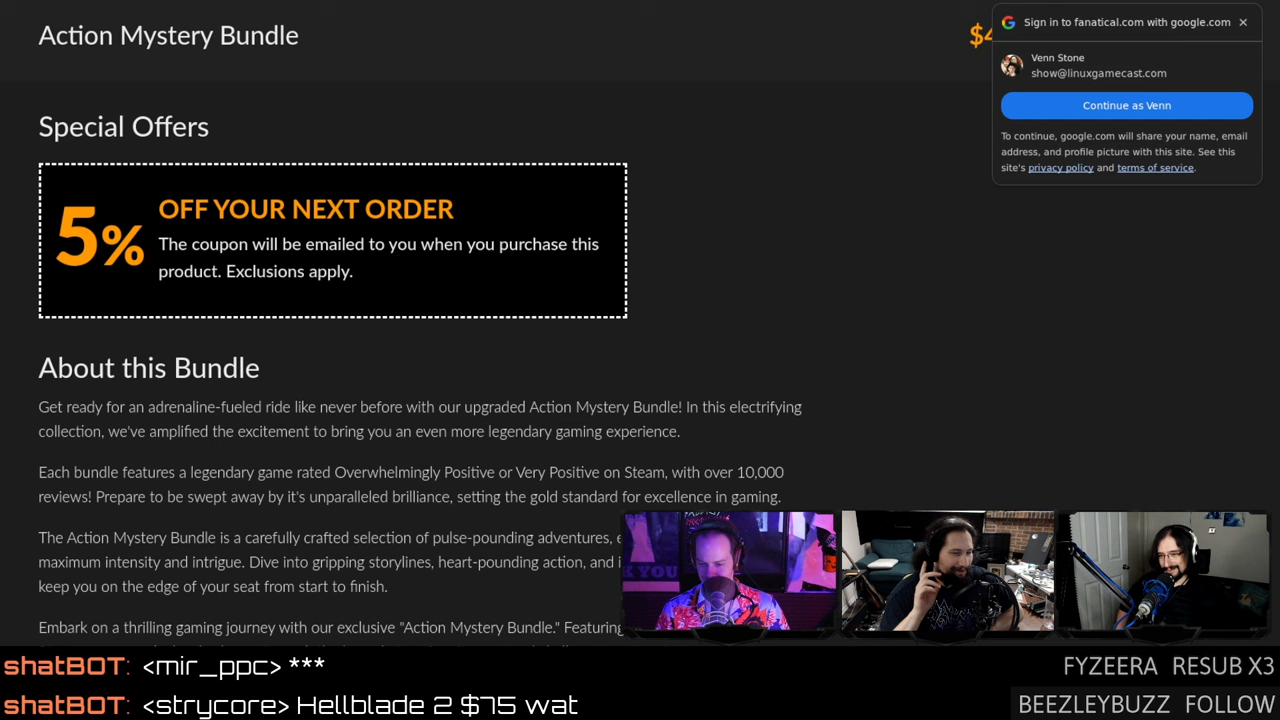 Action Mystery Bundle
$4
Sign in to fanatical.com with google.com
Venn Stone
show@linuxgamecast.com
Continue as Venn
To continue, google.com will share your name, email
address, and profile picture with this site. See this
site's privacy policy and terms of service.
Special Offers
5%
OFF YOUR NEXT ORDER
The coupon will be emailed to you when you purchase this
product. Exclusions apply.
About this Bundle
Get ready for an adrenaline-fueled ride like never before with our upgraded Action Mystery Bundle! In this electrifying
collection, we've amplified the excitement to bring you an even more legendary gaming experience.
Each bundle features a legendary game rated Overwhelmingly Positive or Very Positive on Steam, with over 10,000
reviews! Prepare to be swept away by it's unparalleled brilliance, setting the gold standard for excellence in gaming.
The Action Mystery Bundle is a carefully crafted selection of pulse-pounding adventures,
maximum intensity and intrigue. Dive into gripping storylines, heart-pounding action, and
keep you on the edge of your seat from start to finish.
Embark on a thrilling gaming journey with our exclusive "Action Mystery Bundle." Featuring
shatBOT: <mir_ppc> ***
FYZEERA RESUB X3
shatBOT: <strycore> Hellblade 2 $75 wat
BEEZLEYBUZZ FOLLOW